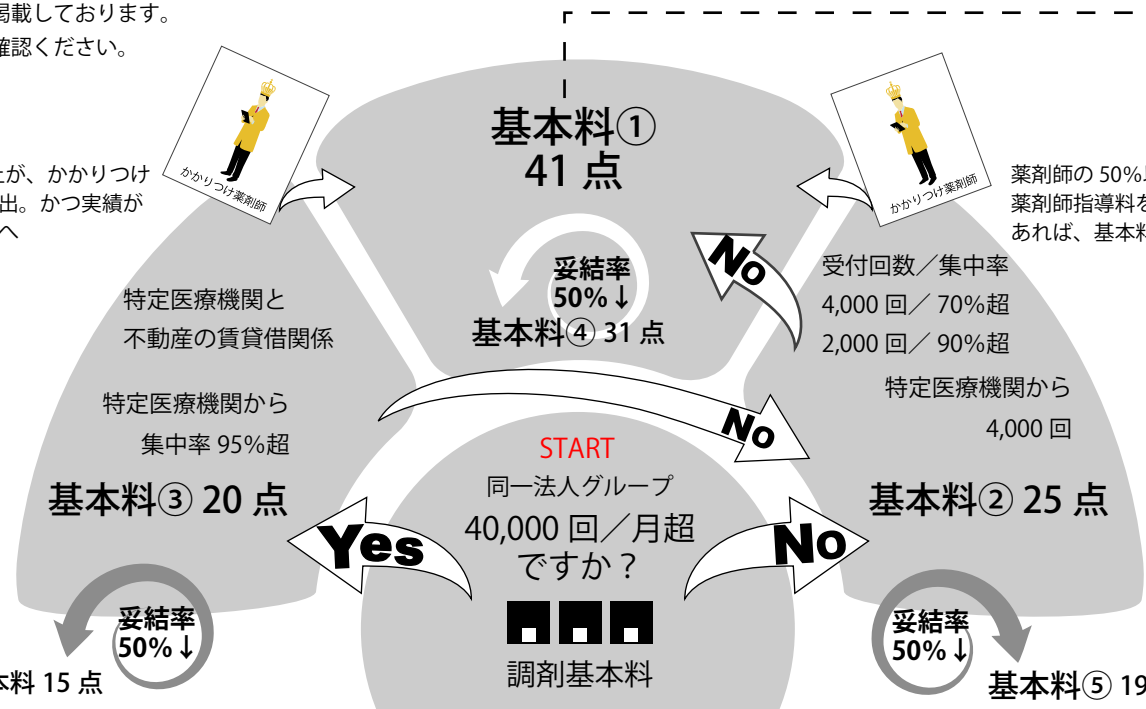 掲載しております。
確認ください。
かかりつけ薬剤師
たが、かかりつけ
出。かつ実績が
へ
基本料①
41 点
かかりつけ薬剤師
薬剤師の 50%
薬剤師指導料を
あれば、基本料
妥結率
50%↓
基本料④ 31 点
No
受付回数／集中率
4,000 回／ 70%超
2,000 回／ 90%超
特定医療機関から
4,000 回
基本料② 25 点
特定医療機関と
不動産の賃貸借関係
特定医療機関から
集中率 95%超
基本料③ 20 点
No
START
同一法人グループ
40,000 回／月超
ですか？
Yes
No
調剤基本料
妥結率
50%↓
本料 15 点
妥結率
50%↓
基本料⑤ 19